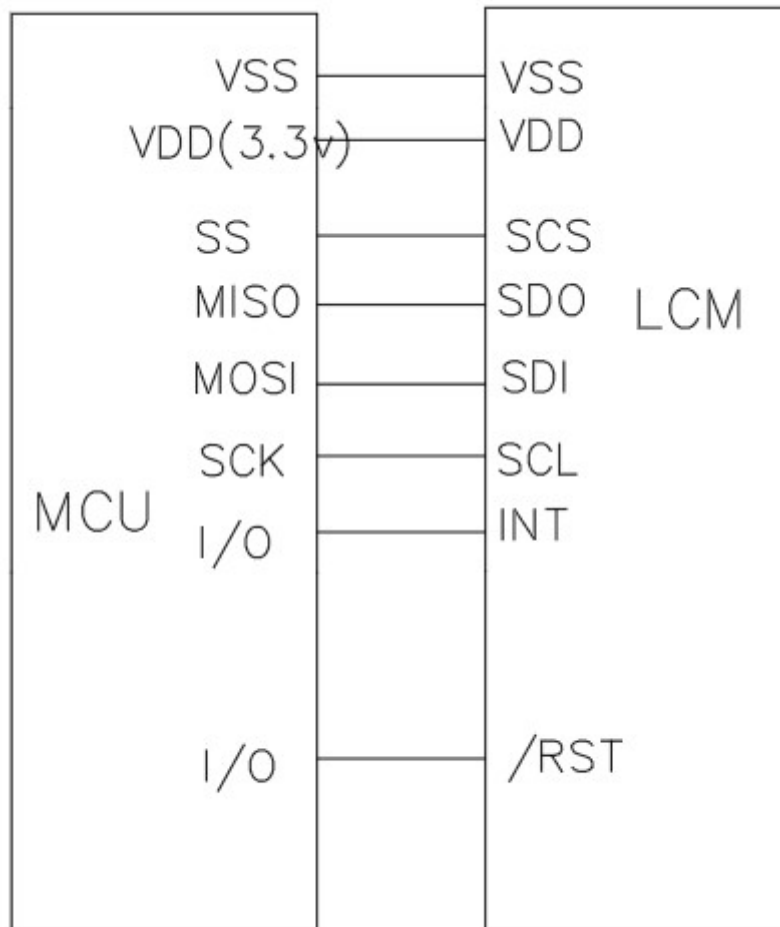 VSS VSS
VDD(3.3v) VDD
SS SCS
MISO SDO
LCM
MOSI SDI
SCK SCL
MCU
I/O INT
I/O /RST